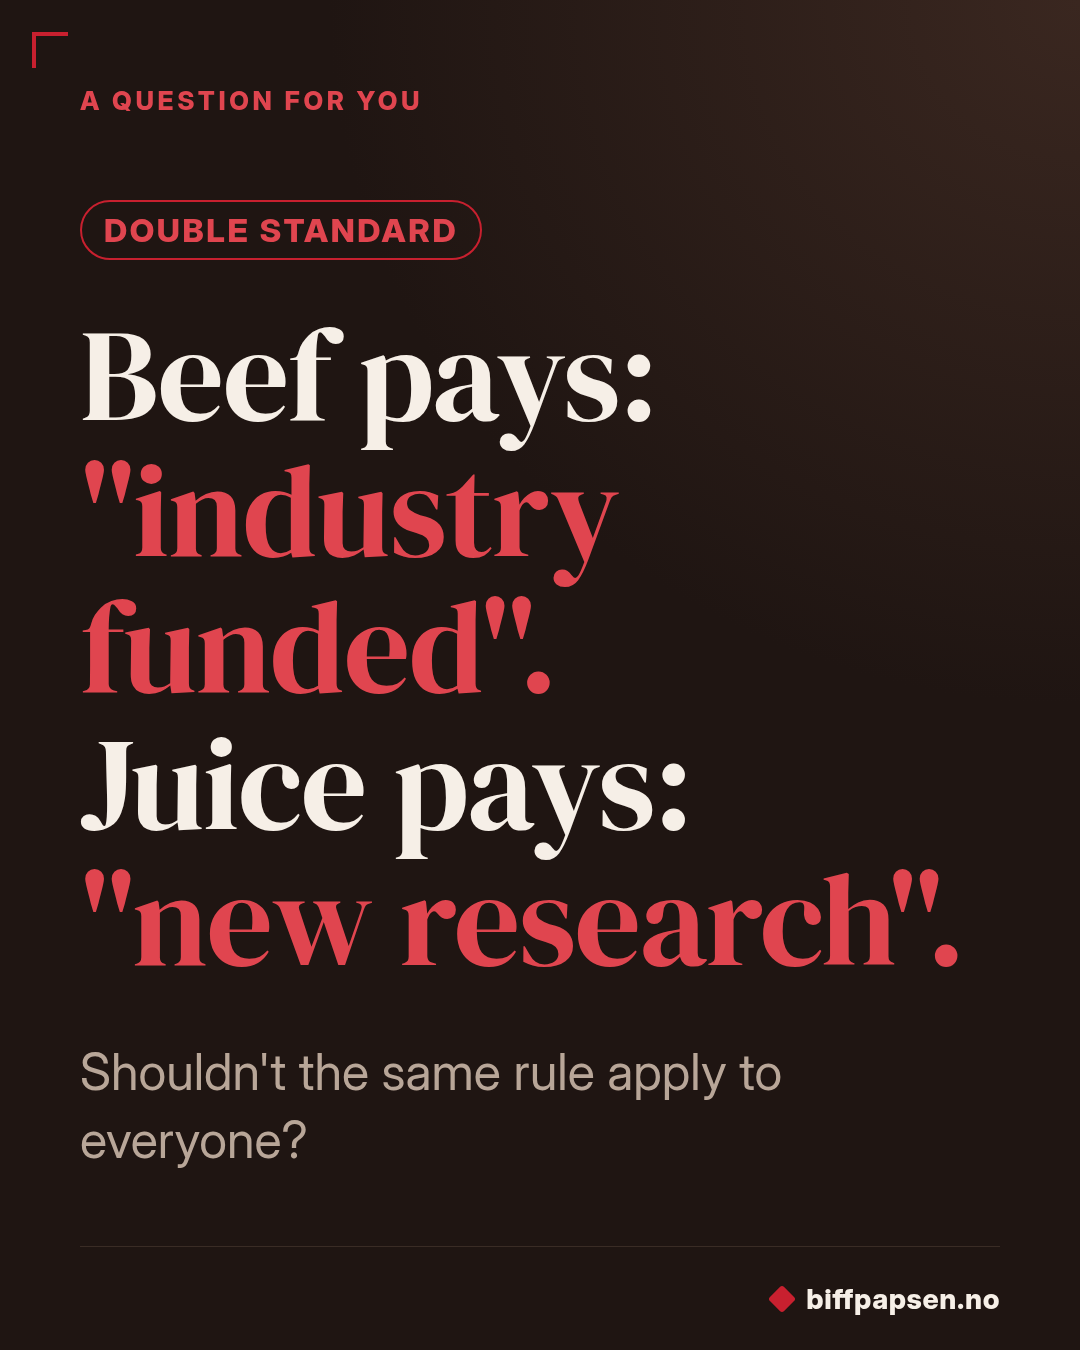 A QUESTION FOR YOU
DOUBLE STANDARD
Beef pays:
"industry
funded".
Juice pays:
"new research".
Shouldn't the same rule apply to
everyone?
biffpapsen.no